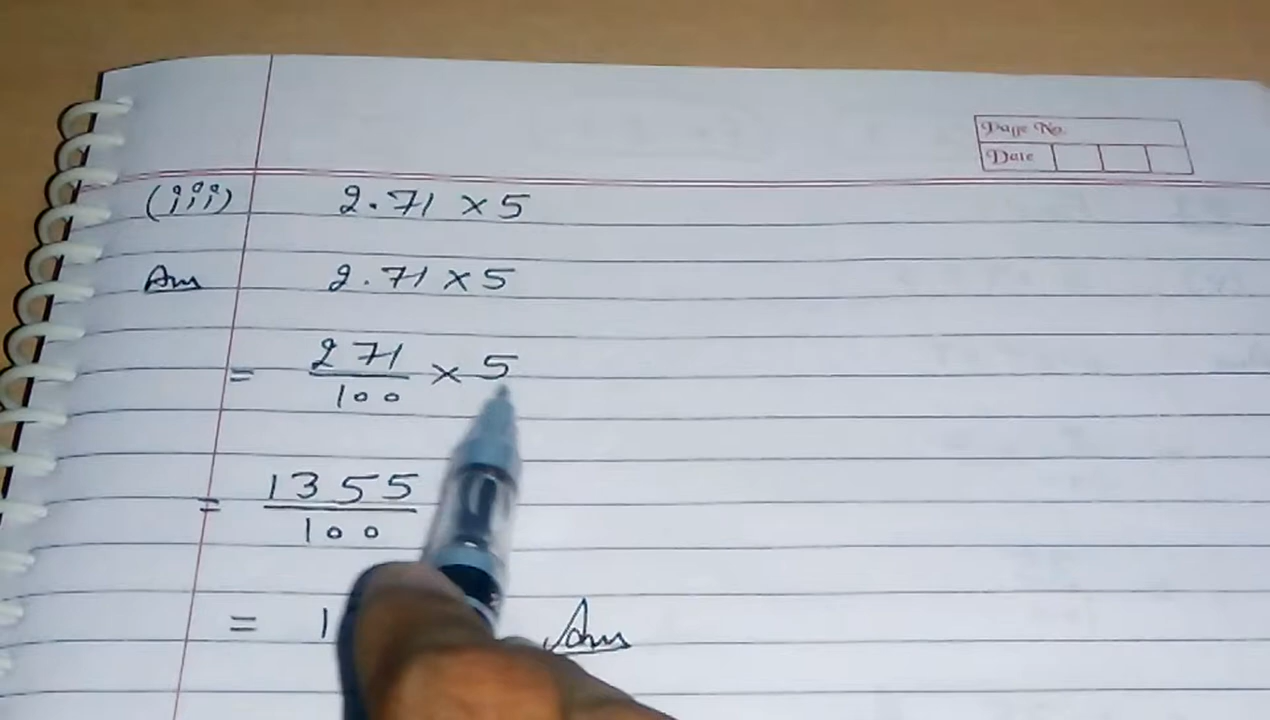 Page No.
Date
(iii) 2.71 × 5
Ans 2.71 × 5
= 271/100 × 5
= 1355/100
= 1 Ans